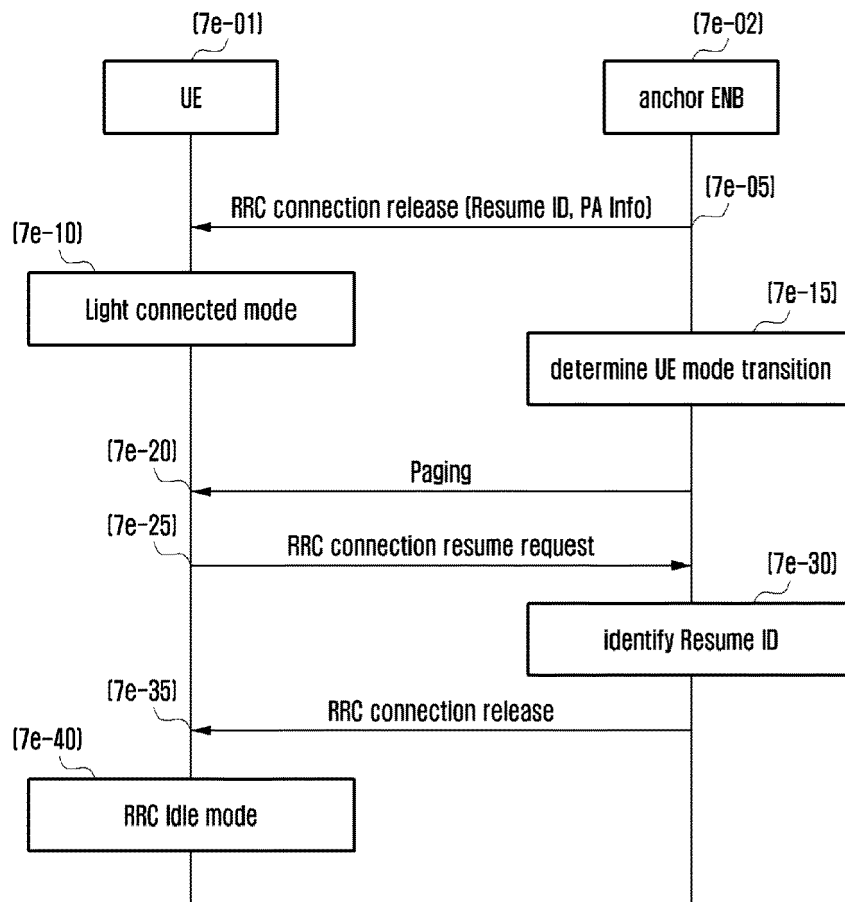 (7e-01)
(7e-02)
UE
anchor ENB
(7e-05)
RRC connection release (Resume ID, PA Info)
(7e-10)
Light connected mode
(7e-15)
determine UE mode transition
(7e-20)
Paging
(7e-25)
RRC connection resume request
(7e-30)
identify Resume ID
(7e-35)
RRC connection release
(7e-40)
RRC Idle mode